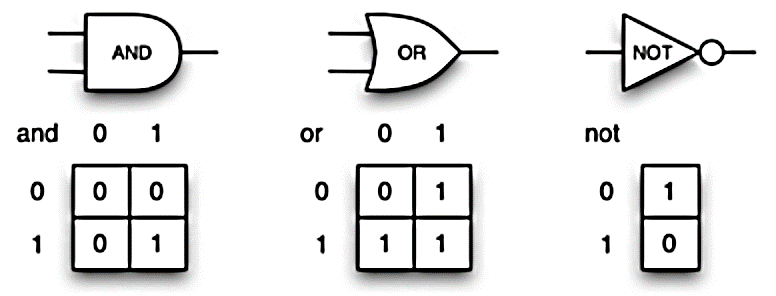 AND OR NOT
and 0 1 or 0 1 not
0 0 0 0 0 1 0 1
1 0 1 1 1 1 1 0